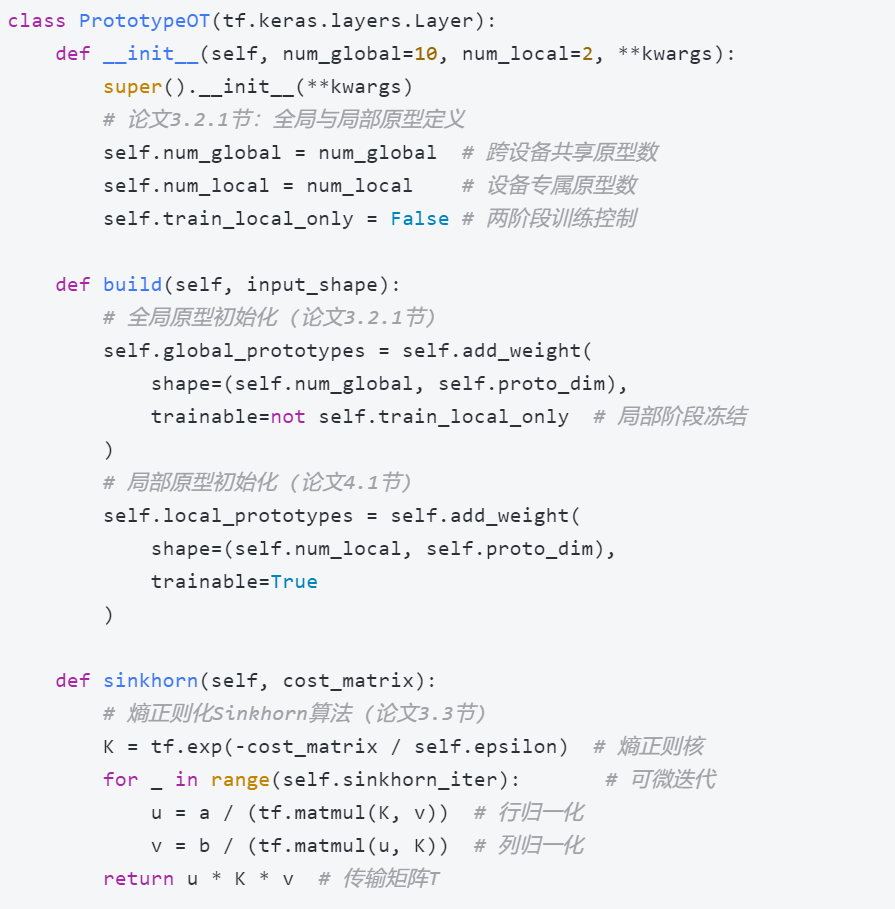 class PrototypeOT(tf.keras.layers.Layer):
    def __init__(self, num_global=10, num_local=2, **kwargs):
        super().__init__(**kwargs)
        # 论文3.2.1节：全局与局部原型定义
        self.num_global = num_global  # 跨设备共享原型数
        self.num_local = num_local    # 设备专属原型数
        self.train_local_only = False # 两阶段训练控制

    def build(self, input_shape):
        # 全局原型初始化（论文3.2.1节）
        self.global_prototypes = self.add_weight(
            shape=(self.num_global, self.proto_dim),
            trainable=not self.train_local_only  # 局部阶段冻结
        )
        # 局部原型初始化（论文4.1节）
        self.local_prototypes = self.add_weight(
            shape=(self.num_local, self.proto_dim),
            trainable=True
        )

    def sinkhorn(self, cost_matrix):
        # 熵正则化Sinkhorn算法（论文3.3节）
        K = tf.exp(-cost_matrix / self.epsilon)  # 熵正则核
        for _ in range(self.sinkhorn_iter):       # 可微迭代
            u = a / (tf.matmul(K, v))  # 行归一化
            v = b / (tf.matmul(u, K))  # 列归一化
        return u * K * v  # 传输矩阵T